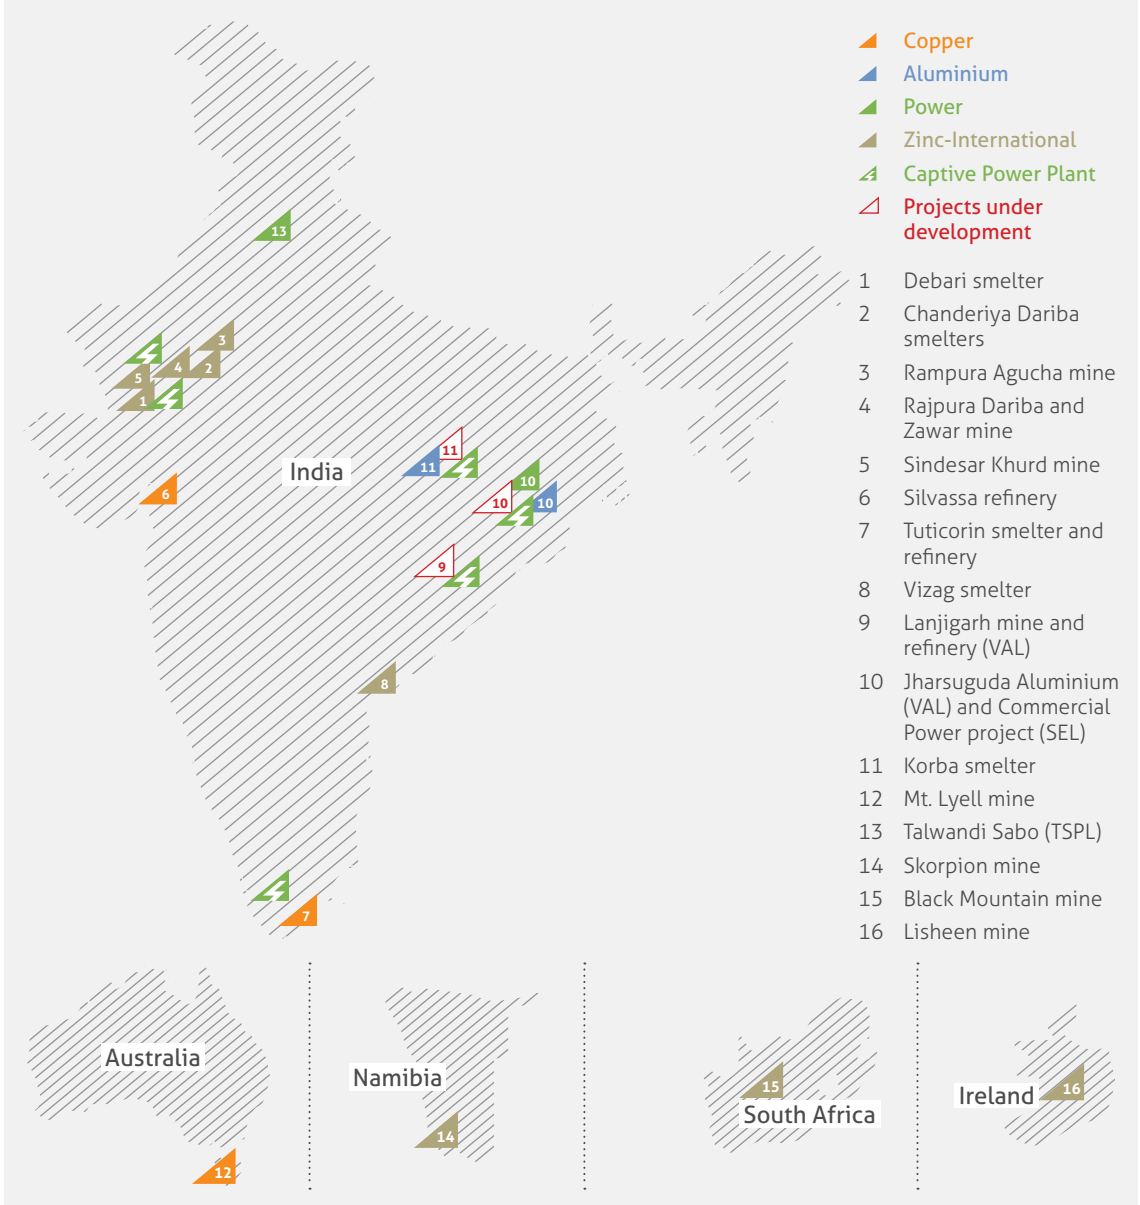 Copper
Aluminium
Power
Zinc-International
Captive Power Plant
Projects under
development
1 Debari smelter
2 Chanderiya Dariba
smelters
3 Rampura Agucha mine
4 Rajpura Dariba and
Zawar mine
5 Sindesar Khurd mine
6 Silvassa refinery
7 Tuticorin smelter and
refinery
8 Vizag smelter
9 Lanjigarh mine and
refinery (VAL)
10 Jharsuguda Aluminium
(VAL) and Commercial
Power project (SEL)
11 Korba smelter
12 Mt. Lyell mine
13 Talwandi Sabo (TSPL)
14 Skorpion mine
15 Black Mountain mine
16 Lisheen mine
13
3
4
2
5
1
11
India
11
10
6
10
10
9
8
7
Australia
Namibia
15
16
Ireland
South Africa
14
12